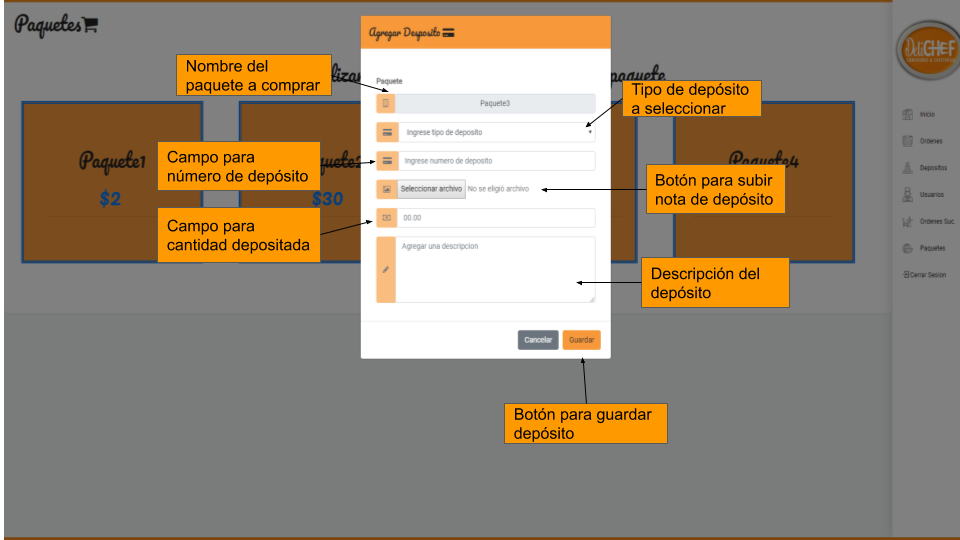 Paquetes
Agregar Desposito
DeliCHEF
Nombre del
paquete a comprar
Paquete
Paquete3
Tipo de depósito
a seleccionar
Ingrese tipo de deposito
Inicio
Ordenes
Depositos
Usuarios
Ordenes Suc.
Paquetes
Cerrar Sesion
Paquete1
$2
$30
Paquete4
Campo para
número de depósito
Ingrese numero de deposito
Botón para subir
nota de depósito
Seleccionar archivo No se eligió archivo
Campo para
cantidad depositada
00.00
Agregar una descripcion
Descripción del
depósito
Cancelar
Guardar
Botón para guardar
depósito